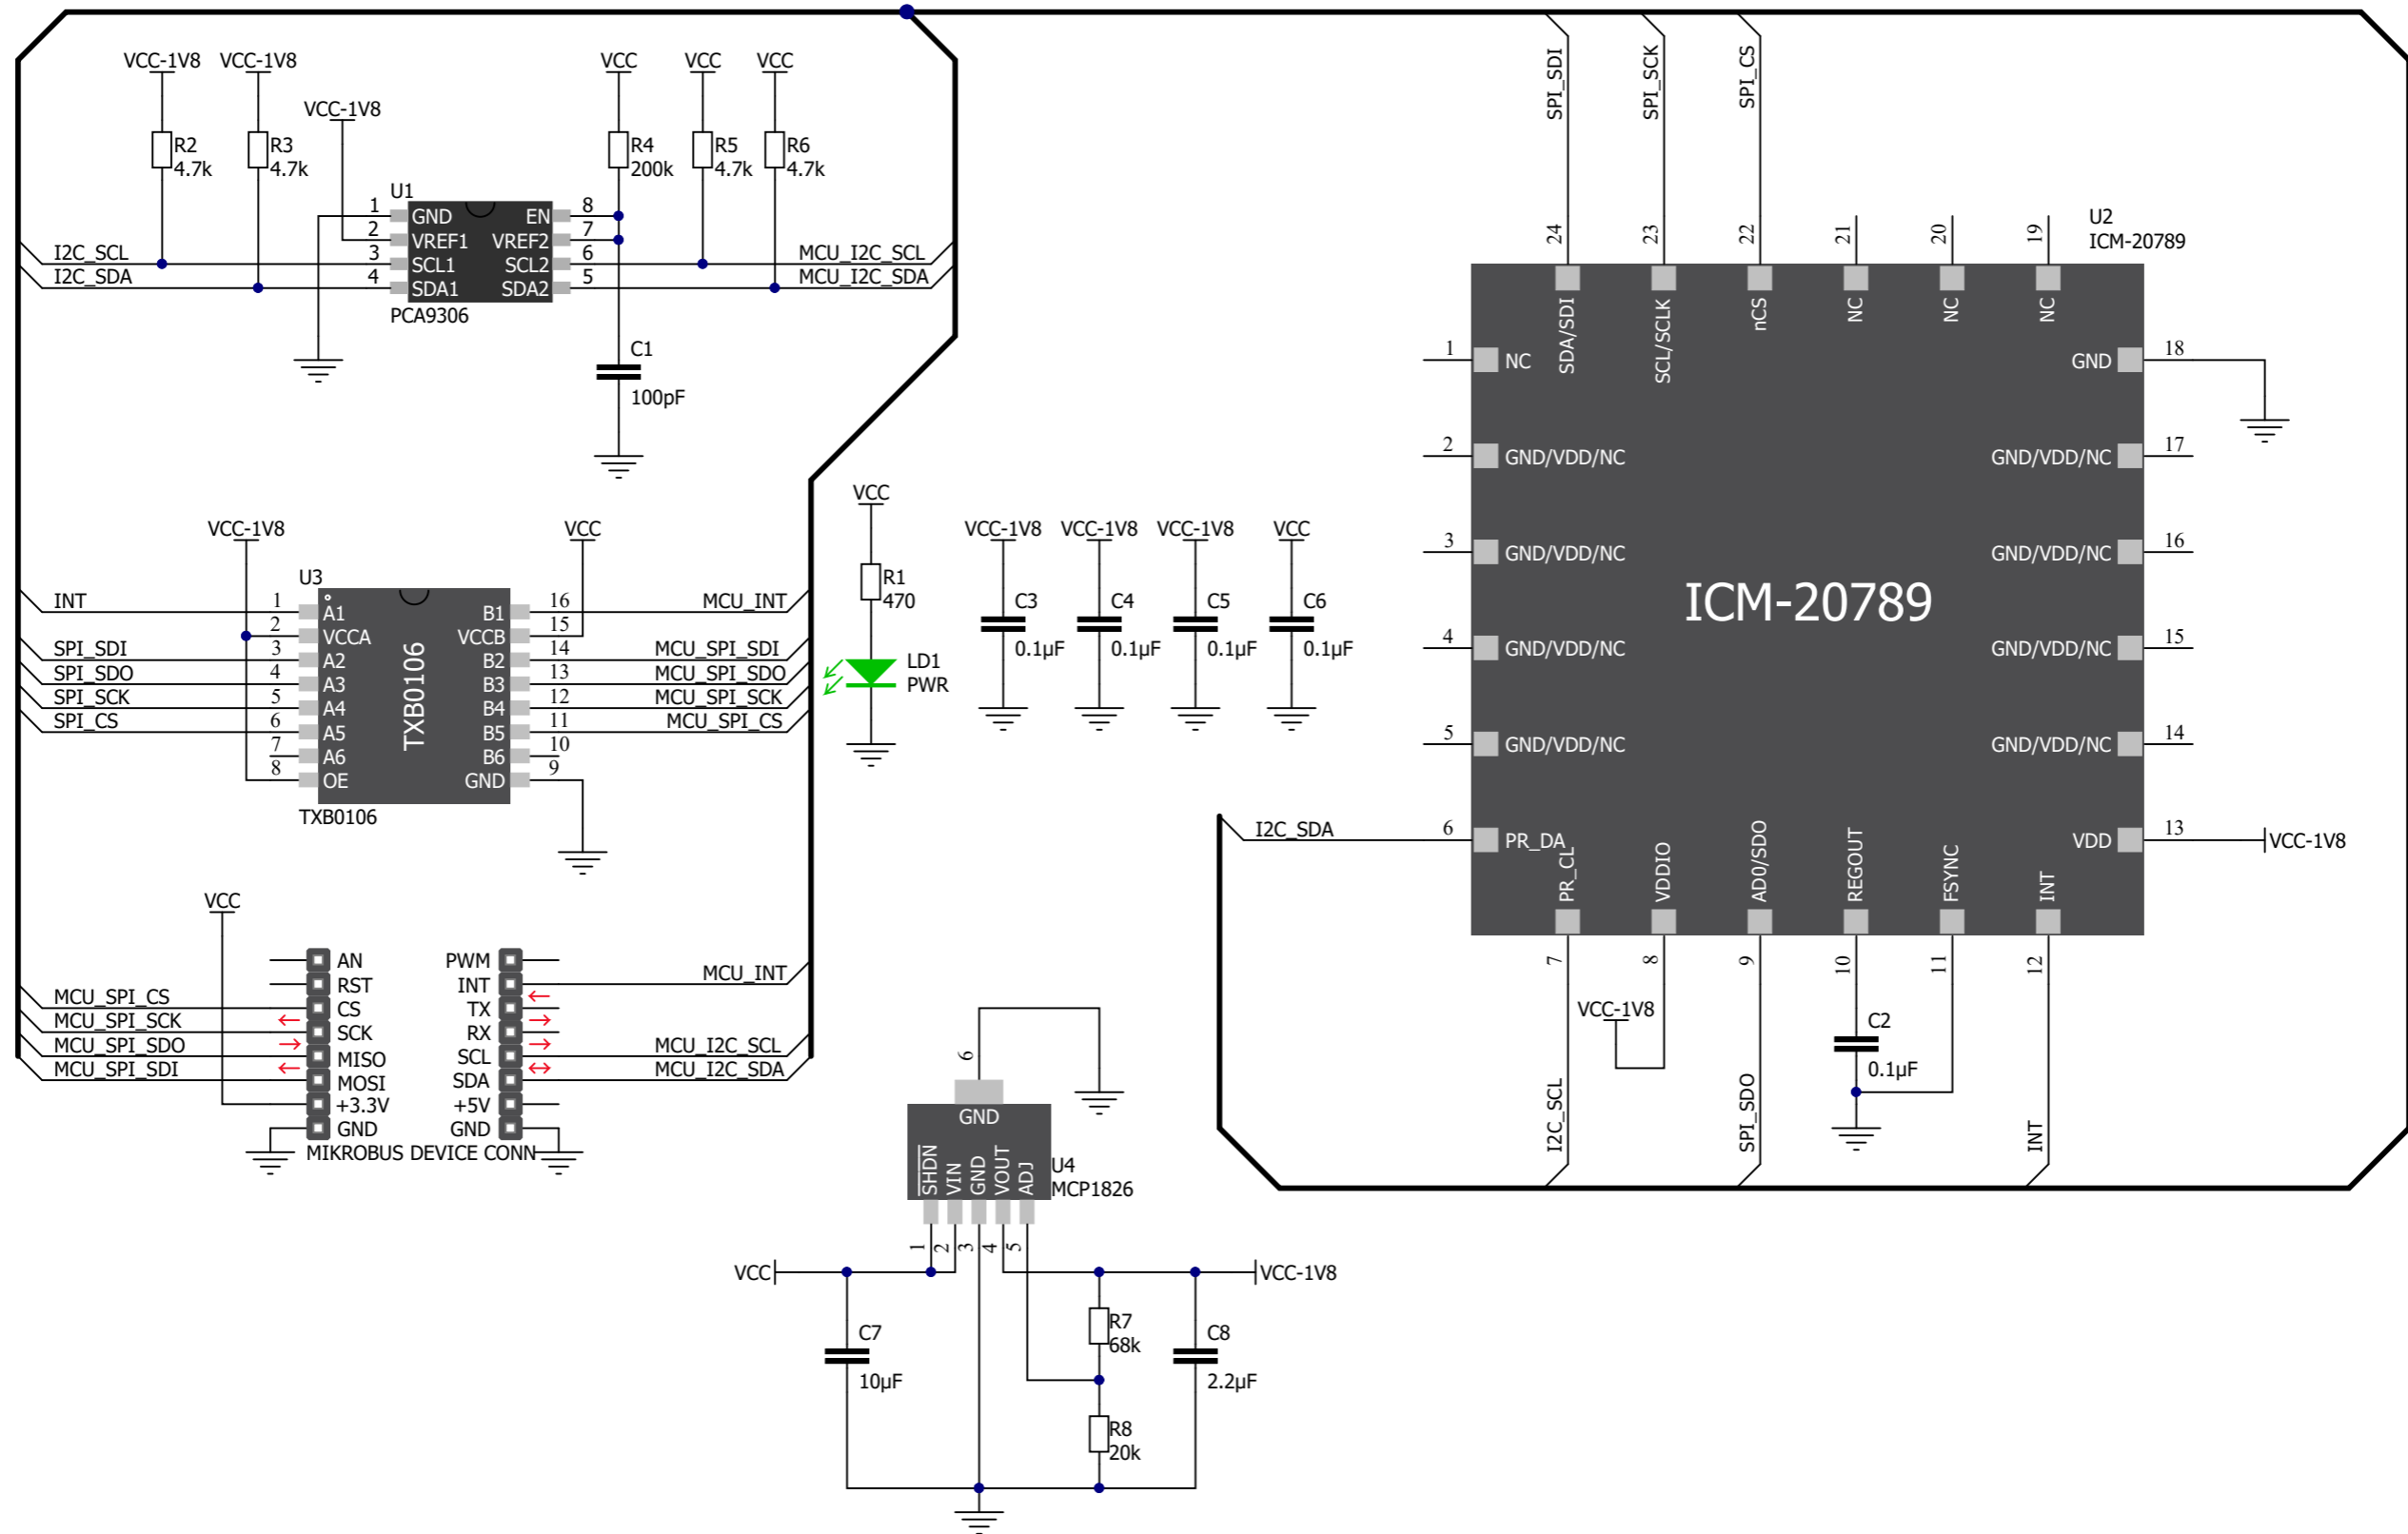 VCC-1V8
VCC-1V8
VCC-1V8
VCC
VCC
VCC
R2
4.7k
R3
4.7k
R4
200k
R5
4.7k
R6
4.7k
U1
1 GND EN 8
2 VREF1 VREF2 7
I2C_SCL 3 SCL1 SCL2 6 MCU_I2C_SCL
I2C_SDA 4 SDA1 SDA2 5 MCU_I2C_SDA
PCA9306
C1
100pF
VCC-1V8
VCC
U3
INT 1 A1 B1 16 MCU_INT
2 VCCA VCCB 15
SPI_SDI 3 A2 B2 14 MCU_SPI_SDI
SPI_SDO 4 A3 B3 13 MCU_SPI_SDO
SPI_SCK 5 A4 B4 12 MCU_SPI_SCK
SPI_CS 6 A5 B5 11 MCU_SPI_CS
7 A6 B6 10
8 OE GND 9
TXB0106
TXB0106
VCC
R1
470
LD1
PWR
VCC-1V8
C3
0.1µF
VCC-1V8
C4
0.1µF
VCC-1V8
C5
0.1µF
VCC
C6
0.1µF
VCC
AN PWM
RST INT MCU_INT
MCU_SPI_CS CS TX
MCU_SPI_SCK SCK RX
MCU_SPI_SDO MISO SCL MCU_I2C_SCL
MCU_SPI_SDI MOSI SDA MCU_I2C_SDA
+3.3V +5V
GND GND
MIKROBUS DEVICE CONN
6
GND
SHDN
VIN
GND
VOUT
ADJ
U4
MCP1826
1
2
3
4
5
VCC
VCC-1V8
C7
10µF
R7
68k
R8
20k
C8
2.2µF
SPI_SDI
SPI_SCK
SPI_CS
24
23
22
21
20
19
U2
ICM-20789
SDA/SDI
SCL/SCLK
nCS
NC
NC
NC
1 NC GND 18
2 GND/VDD/NC GND/VDD/NC 17
3 GND/VDD/NC GND/VDD/NC 16
ICM-20789
4 GND/VDD/NC GND/VDD/NC 15
5 GND/VDD/NC GND/VDD/NC 14
I2C_SDA 6 PR_DA VDD 13 VCC-1V8
PR_CL
VDDIO
AD0/SDO
REGOUT
FSYNC
INT
7
8
9
10
11
12
VCC-1V8
C2
0.1µF
I2C_SCL
SPI_SDO
INT